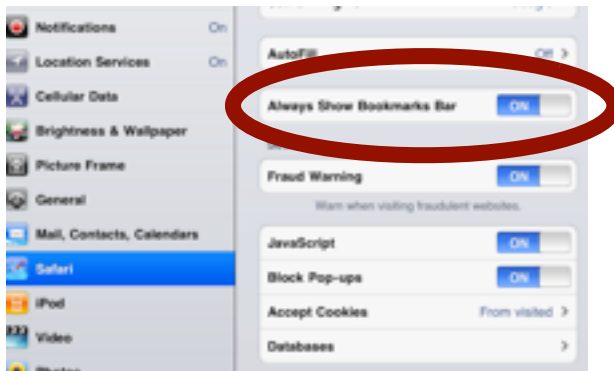 Notifications On
Location Services On
Cellular Data
Brightness & Wallpaper
Picture Frame
General
Mail, Contacts, Calendars
Safari
iPod
Video
Photos
AutoFill Off
Always Show Bookmarks Bar ON
Fraud Warning ON
Warn when visiting fraudulent websites.
JavaScript ON
Block Pop-ups ON
Accept Cookies From visited
Databases